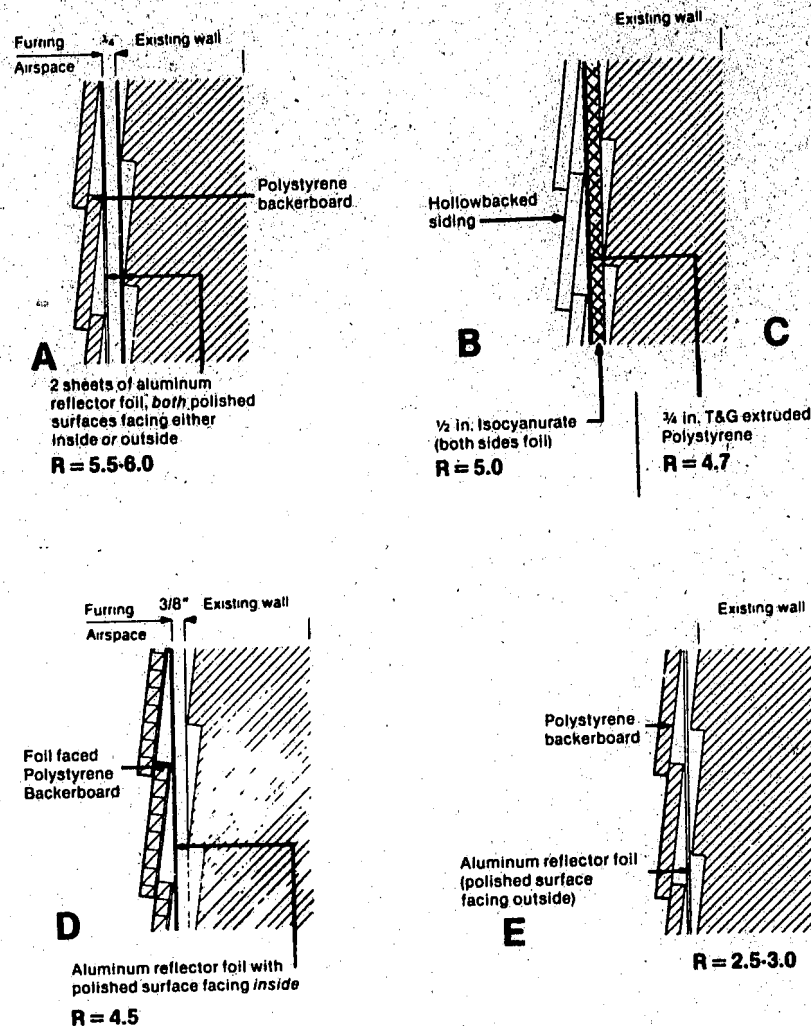 Furring ¾" Existing wall
Airspace
Polystyrene
backerboard
A
2 sheets of aluminum
reflector foil, both polished
surfaces facing either
inside or outside
R = 5.5-6.0
Existing wall
Hollowbacked
siding
B
C
½ in. Isocyanurate
(both sides foil)
R = 5.0
¾ in. T&G extruded
Polystyrene
R = 4.7
Furring 3/8" Existing wall
Airspace
Foil faced
Polystyrene
Backerboard
D
Aluminum reflector foil with
polished surface facing inside
R = 4.5
Existing wall
Polystyrene
backerboard
Aluminum reflector foil
(polished surface
facing outside)
E
R = 2.5-3.0